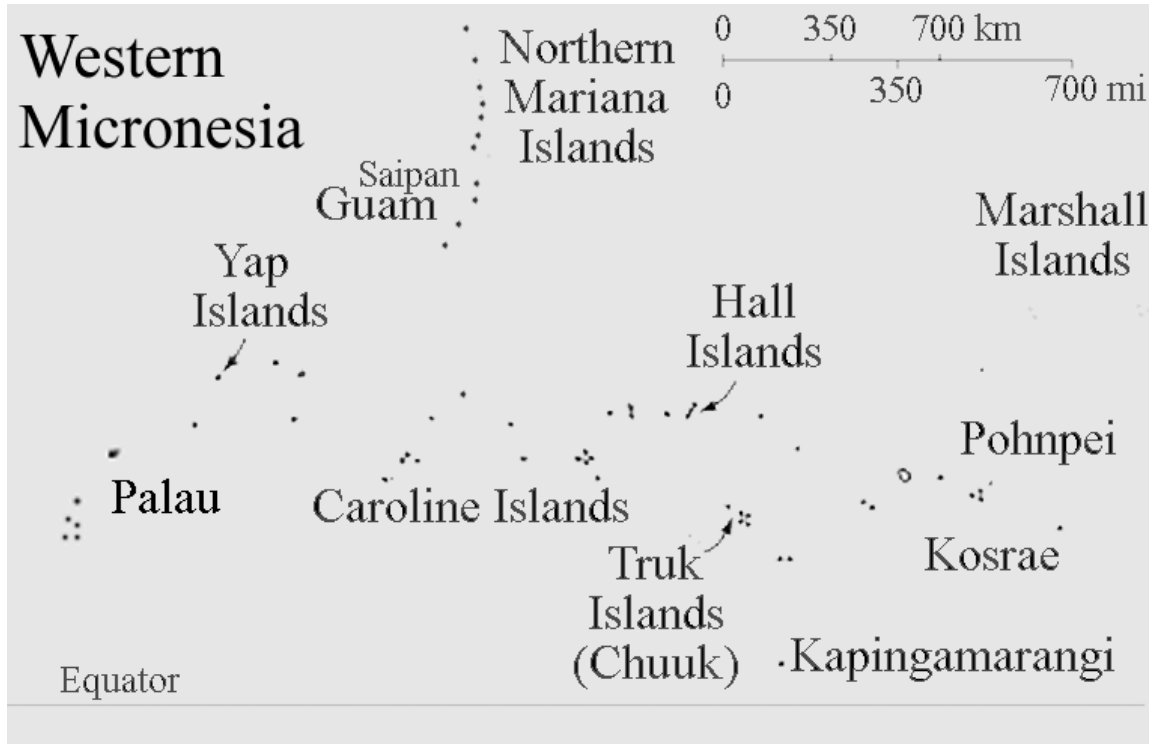 Western
Micronesia
Northern
Mariana
Islands
0 350 700 km
0 350 700 mi
Saipan
Guam
Marshall
Islands
Yap
Islands
Hall
Islands
Pohnpei
Palau
Caroline Islands
Truk
Islands
(Chuuk)
Kosrae
Kapingamarangi
Equator